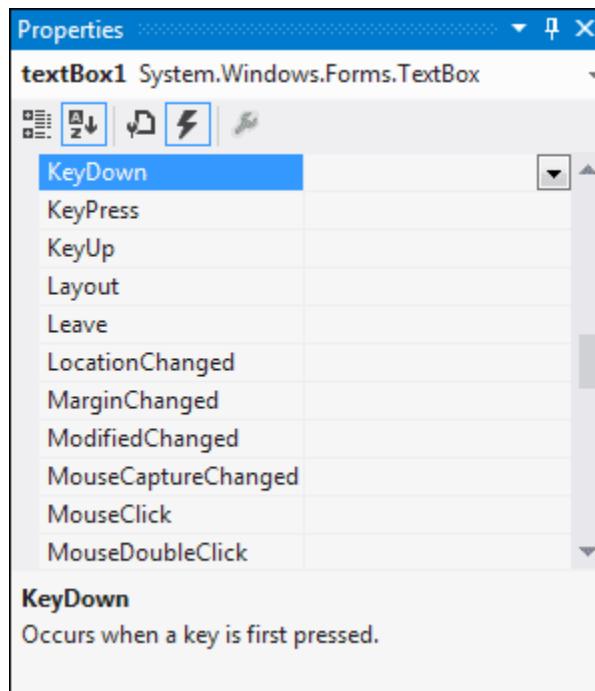 Properties
textBox1 System.Windows.Forms.TextBox
KeyDown
KeyPress
KeyUp
Layout
Leave
LocationChanged
MarginChanged
ModifiedChanged
MouseCaptureChanged
MouseClick
MouseDoubleClick
KeyDown
Occurs when a key is first pressed.